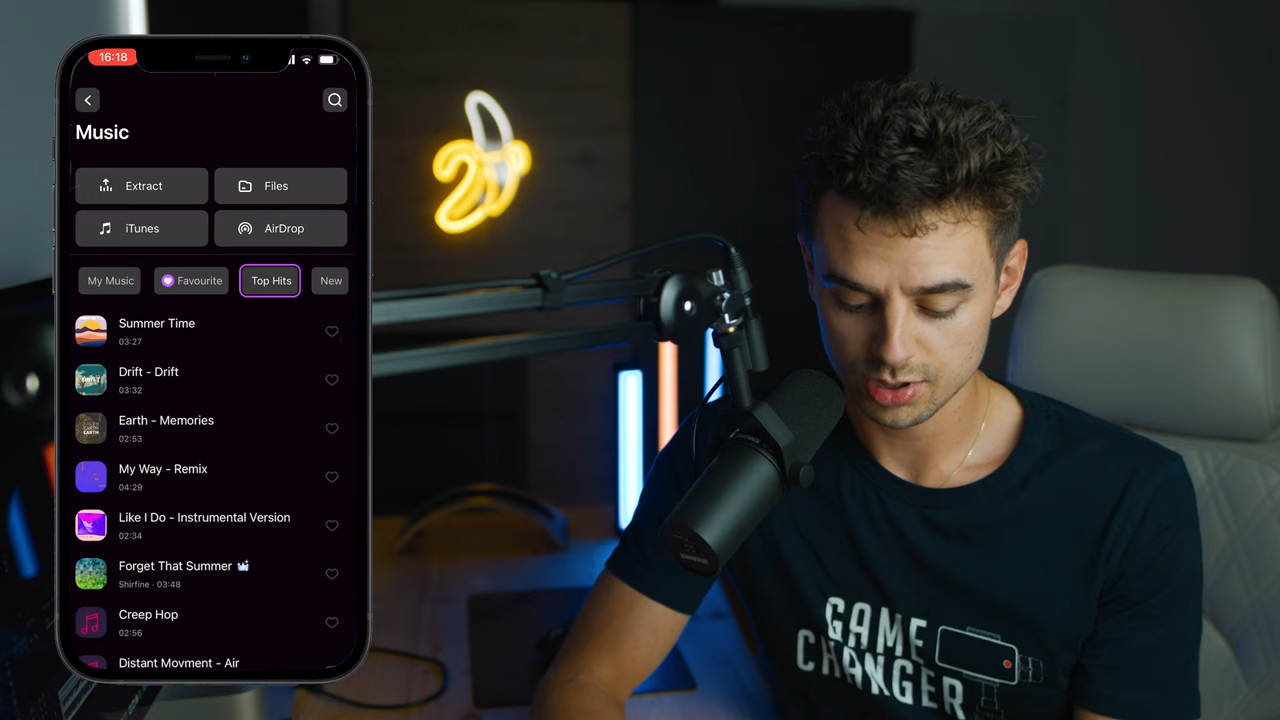 16:18
Music
Extract
Files
iTunes
AirDrop
My Music
Favourite
Top Hits
New
Summer Time
03:27
Drift - Drift
03:32
Earth - Memories
02:53
My Way - Remix
04:29
Like I Do - Instrumental Version
02:34
Forget That Summer
Shirfine · 03:48
Creep Hop
02:56
Distant Movment - Air
GAME
CHANGER